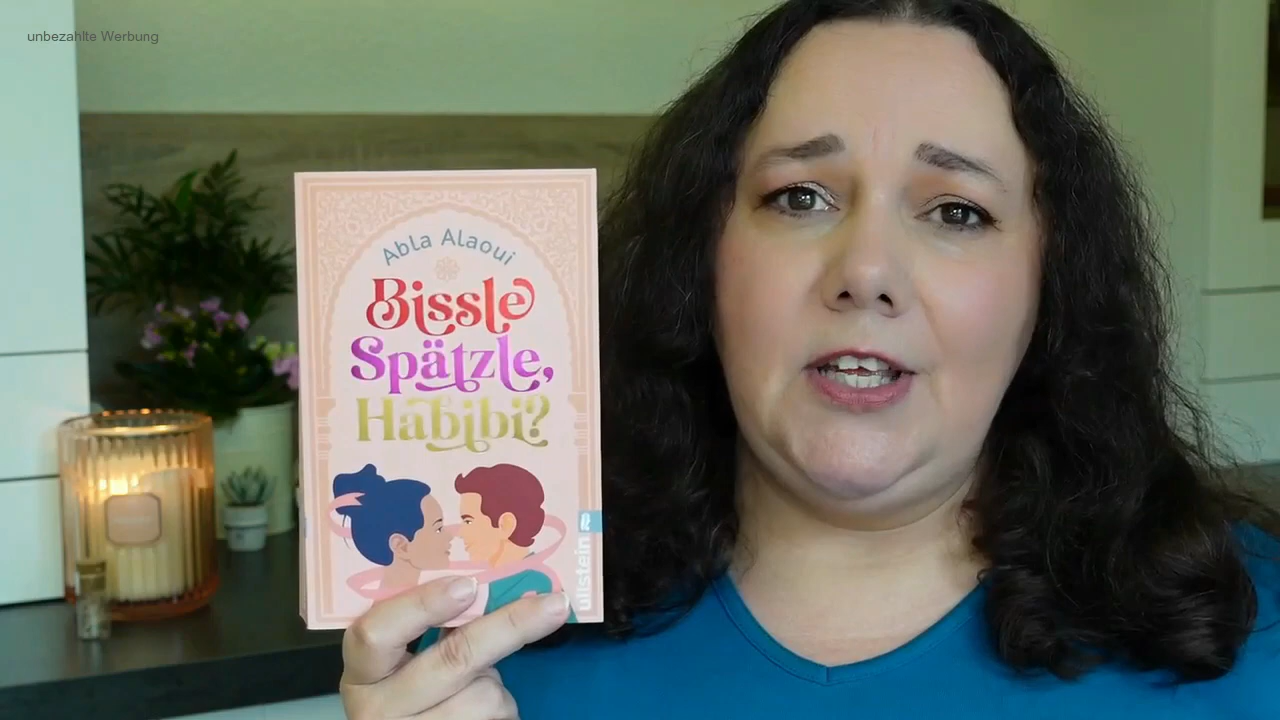 unbezahlte Werbung
Abla Alaoui
Bissle
Spätzle,
Habibi?
ullstein